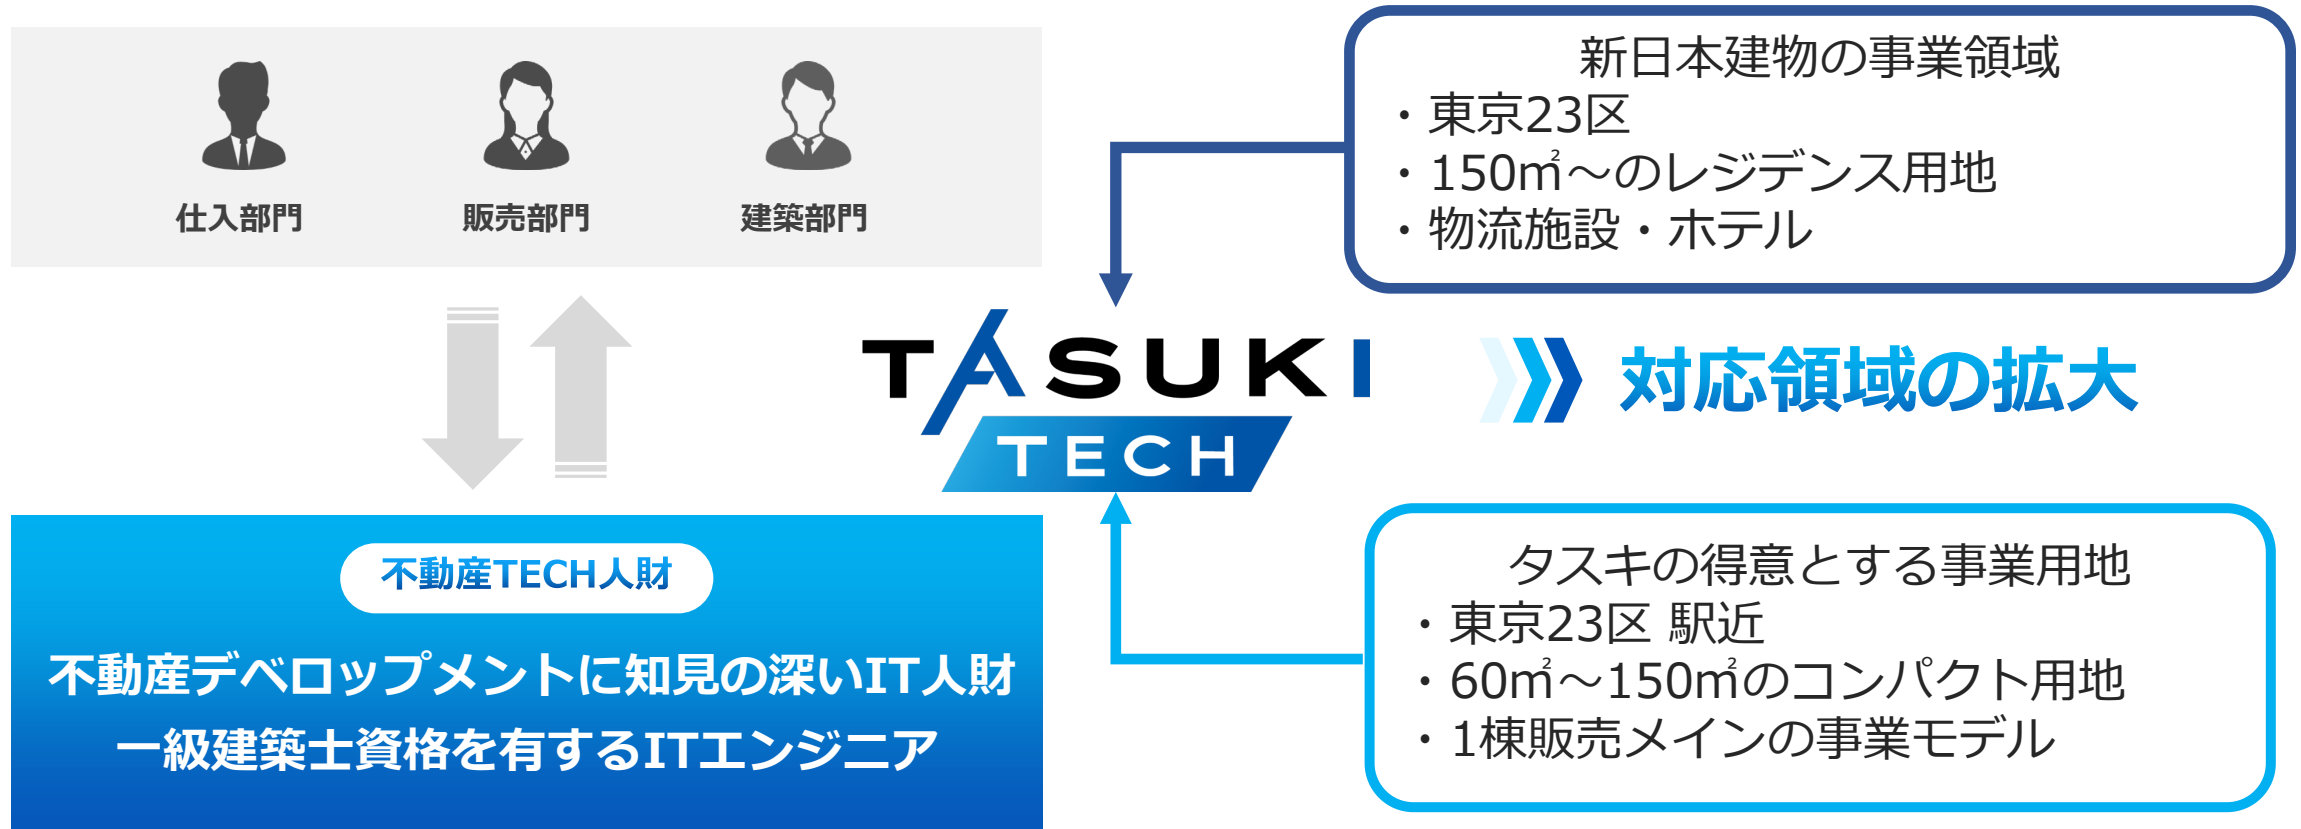 仕入部門
販売部門
建築部門
不動産TECH人財
不動産デベロップメントに知見の深いIT人財
一級建築士資格を有するITエンジニア
新日本建物の事業領域
・東京23区
・150㎡～のレジデンス用地
・物流施設・ホテル
TASUKI
TECH
対応領域の拡大
タスキの得意とする事業用地
・東京23区 駅近
・60㎡～150㎡のコンパクト用地
・1棟販売メインの事業モデル